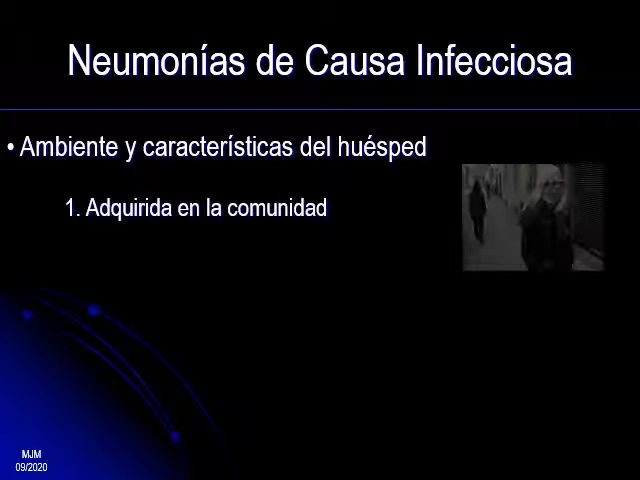 Neumonías de Causa Infecciosa
• Ambiente y características del huésped
1. Adquirida en la comunidad
MJM
09/2020